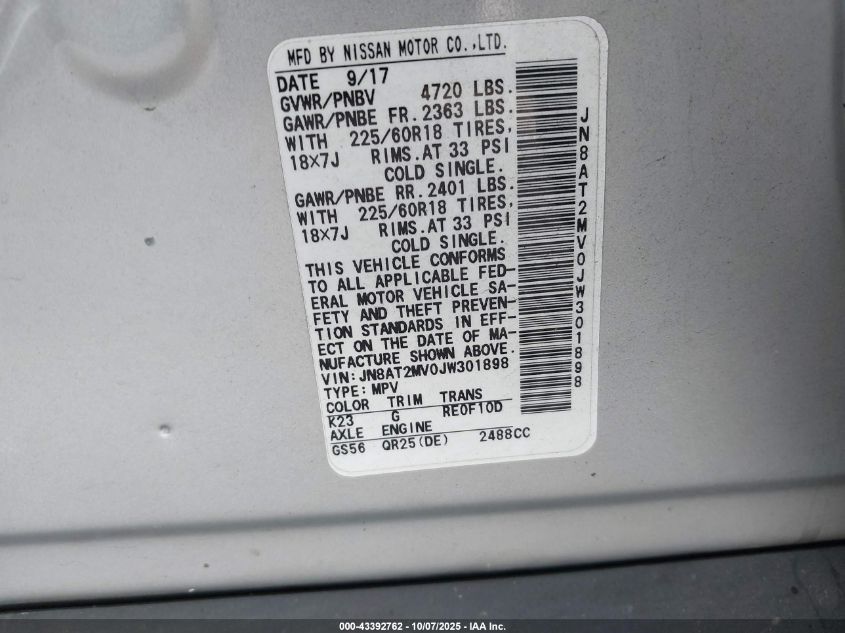 MFD BY NISSAN MOTOR CO.,LTD.
DATE 9/17
GVWR/PNBV 4720 LBS.
GAWR/PNBE FR. 2363 LBS.
WITH 225/60R18 TIRES,
18X7J RIMS.AT 33 PSI
COLD SINGLE.
GAWR/PNBE RR. 2401 LBS.
WITH 225/60R18 TIRES,
18X7J RIMS.AT 33 PSI
COLD SINGLE.
THIS VEHICLE CONFORMS
TO ALL APPLICABLE FED-
ERAL MOTOR VEHICLE SA-
FETY AND THEFT PREVEN-
TION STANDARDS IN EFF-
ECT ON THE DATE OF MA-
NUFACTURE SHOWN ABOVE.
VIN: JN8AT2MV0JW301898
TYPE: MPV
COLOR TRIM TRANS
K23 G RE0F10D
AXLE ENGINE
GS56 QR25(DE) 2488CC
JN8AT2MV0JW301898
000-43392762 - 10/07/2025 - IAA Inc.